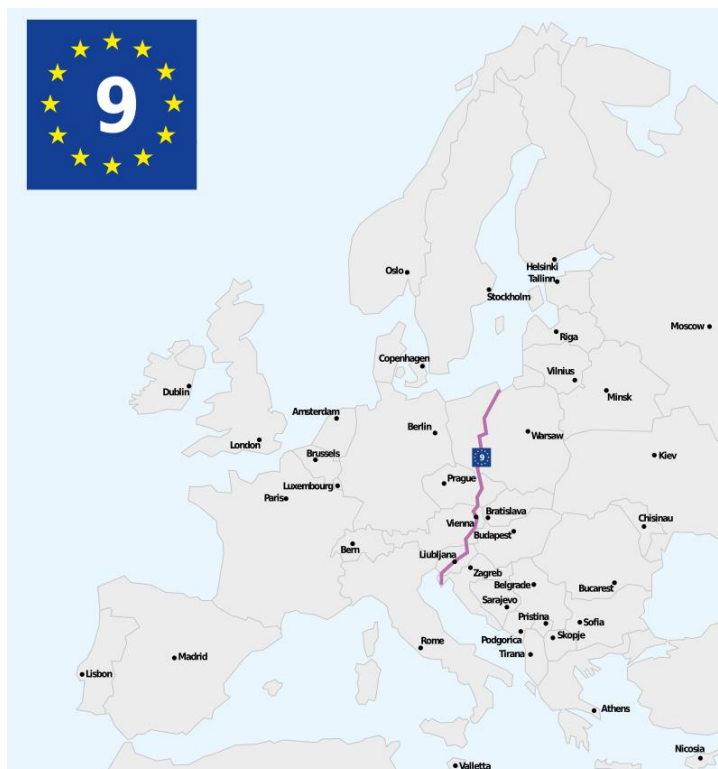 9
Oslo
Helsinki
Tallinn
Stockholm
Moscow
Riga
Copenhagen
Vilnius
Minsk
Dublin
Amsterdam
Berlin
Warsaw
London
Brussels
9
Kiev
Prague
Luxembourg
Paris
Bratislava
Vienna
Chisinau
Budapest
Bern
Liubljana
Zagreb
Belgrade
Bucarest
Sarajevo
Pristina
Sofia
Podgorica
Skopje
Rome
Tirana
Madrid
Lisbon
Athens
Nicosia
Valletta